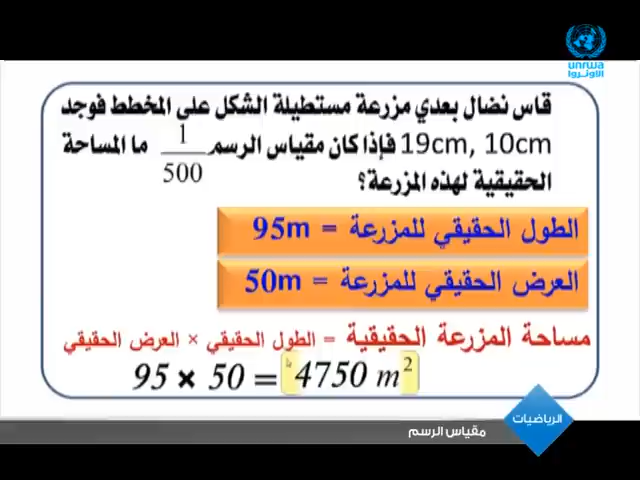 unrwa
الأونروا
قاس نضال بعدي مزرعة مستطيلة الشكل على المخطط فوجد
19cm, 10cm فإذا كان مقياس الرسم 1/500 ما المساحة
الحقيقية لهذه المزرعة؟
الطول الحقيقي للمزرعة = 95m
العرض الحقيقي للمزرعة = 50m
مساحة المزرعة الحقيقية = الطول الحقيقي × العرض الحقيقي
95 × 50 = 4750 m²
الرياضيات
مقياس الرسم